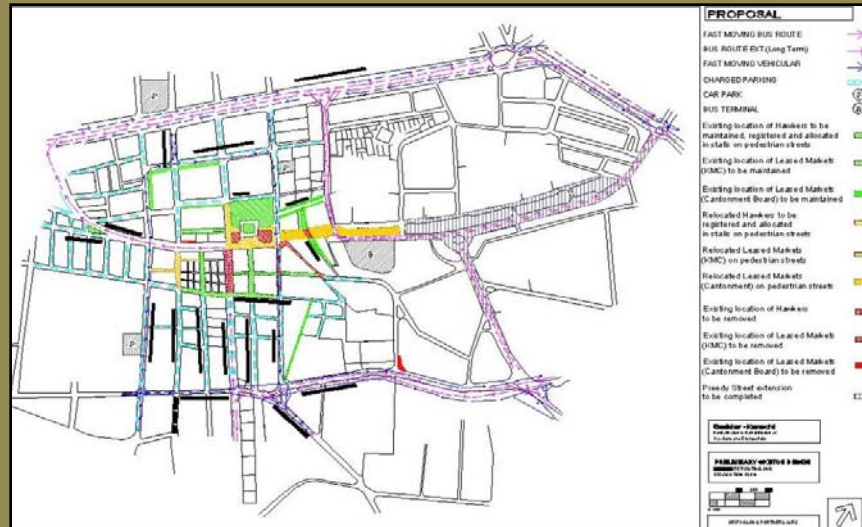 PROPOSAL
FAST MOVING BUS ROUTE
BUS ROUTE EXT.(Long Term)
FAST MOVING VEHICULAR
CHARGED PARKING
CAR PARK
BUS TERMINAL
Existing location of Hawkers to be
maintained, registered and allocated
in stalls on pedestrian streets
Existing location of Leased Markets
(KMC) to be maintained
Existing location of Leased Markets
(Cantonment Board) to be maintained
Relocated Hawkers to be
registered and allocated
in stalls on pedestrian streets
Relocated Leased Markets
(KMC) on pedestrian streets
Relocated Leased Markets
(Cantonment) on pedestrian streets
Existing location of Hawkers
to be removed
Existing location of Leased Markets
(KMC) to be removed
Existing location of Leased Markets
(Cantonment Board) to be removed
Preedy Street extension
to be completed
P
P
P
B